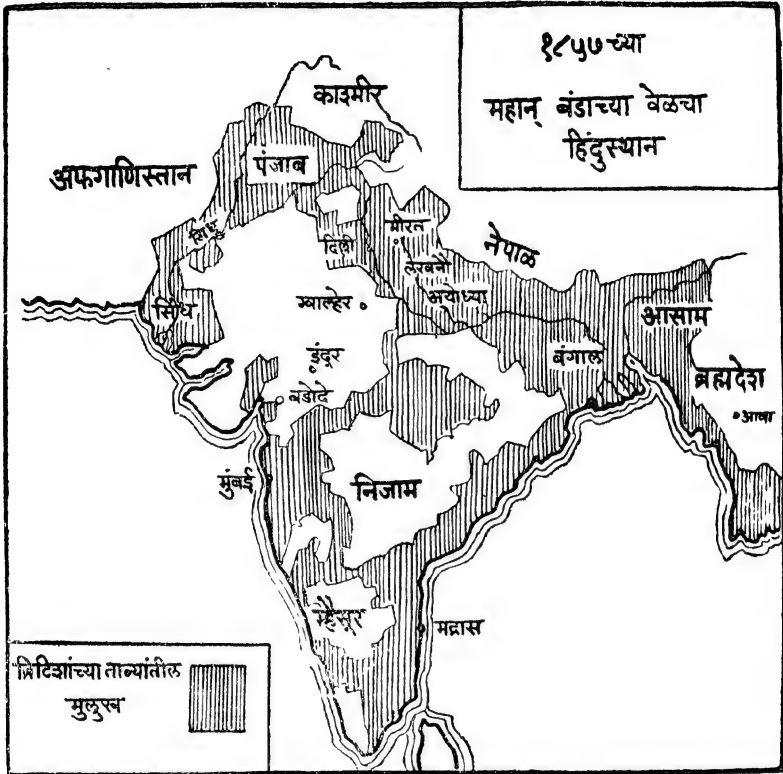 १८५७च्या
महान् बंडाच्या वेळचा
हिंदुस्थान
काश्मीर
अफगाणिस्तान
पंजाब
सिंधु
दिल्ली
मीरत
नेपाळ
लखनौ
अयोध्या
सिंध
ग्वाल्हेर
आसाम
इंदूर
बंगाल
ब्रह्मदेश
बडोदे
आवा
मुंबई
निजाम
म्हैसूर
मद्रास
ब्रिटिशांच्या ताब्यांतील
मुलुख